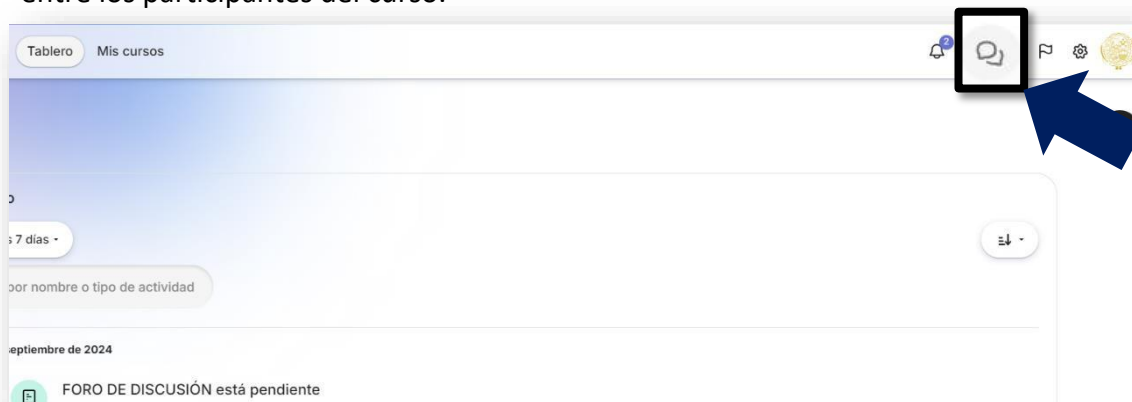 entre los participantes del curso.
Tablero Mis cursos 2
s 7 días
por nombre o tipo de actividad
septiembre de 2024
FORO DE DISCUSIÓN está pendiente